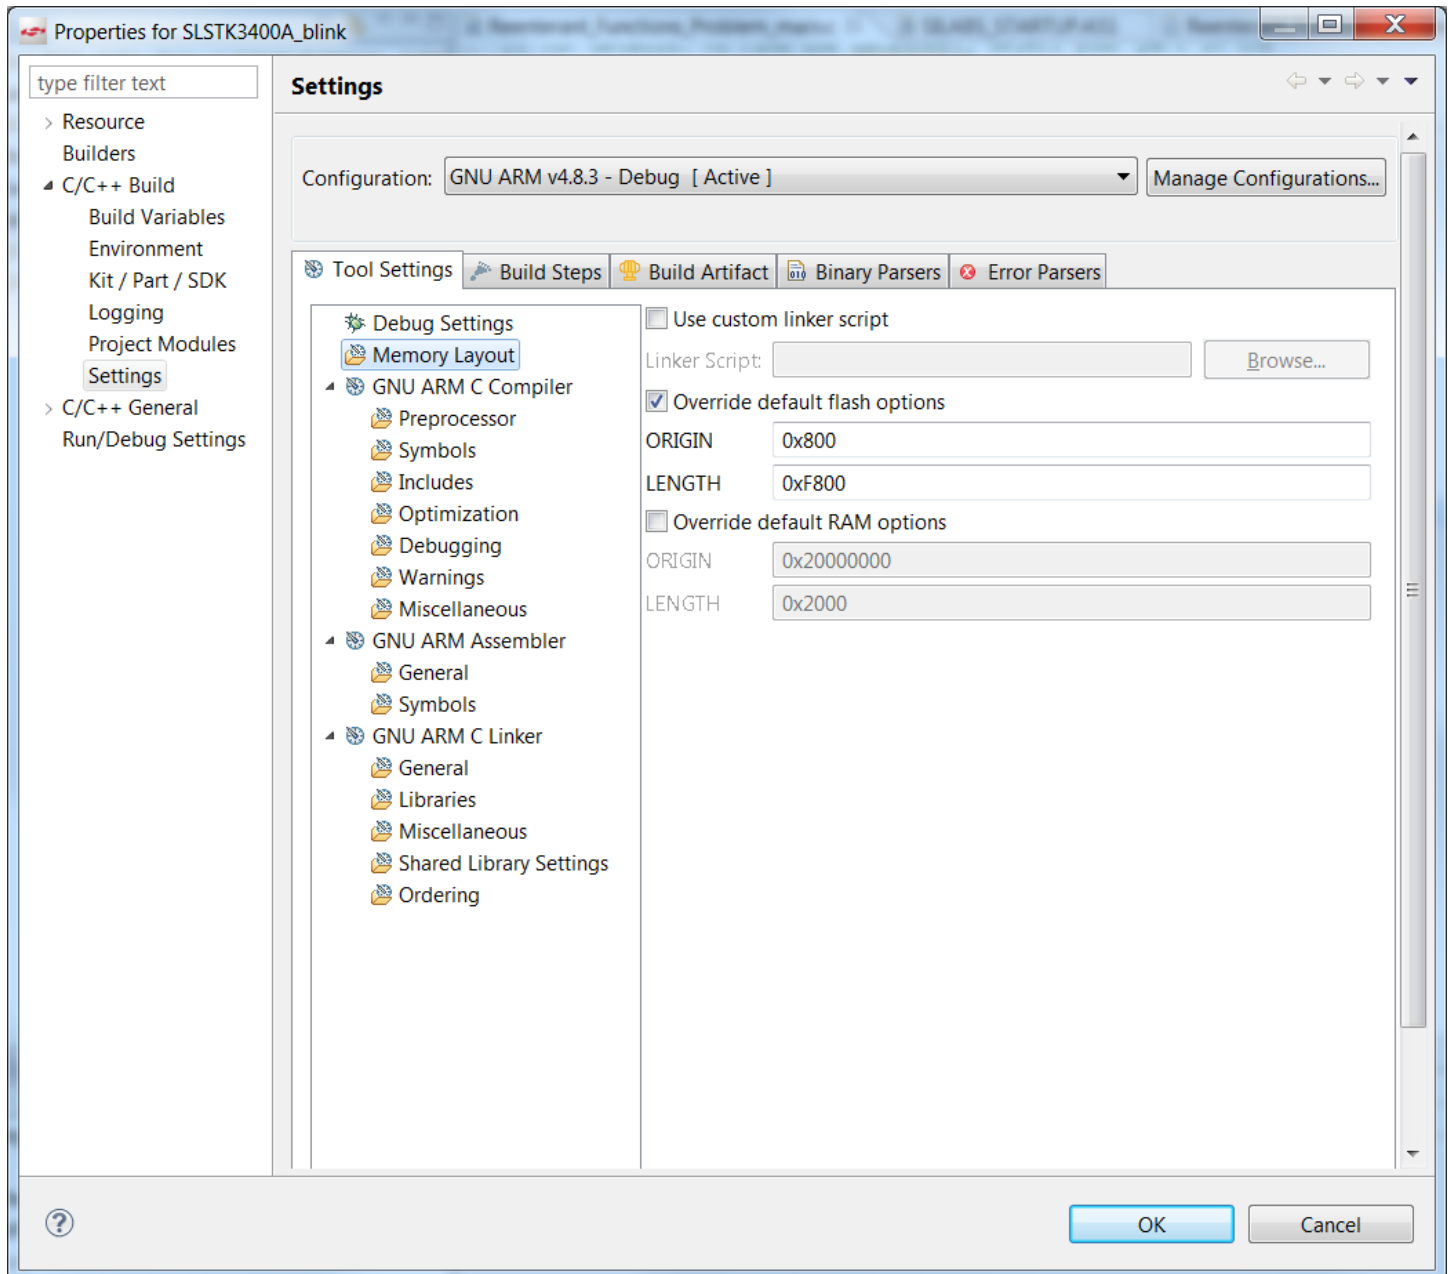 Properties for SLSTK3400A_blink
type filter text
Resource
Builders
C/C++ Build
Build Variables
Environment
Kit / Part / SDK
Logging
Project Modules
Settings
C/C++ General
Run/Debug Settings
Settings
Configuration: GNU ARM v4.8.3 - Debug [ Active ] Manage Configurations...
Tool Settings Build Steps Build Artifact Binary Parsers Error Parsers
Debug Settings
Memory Layout
GNU ARM C Compiler
Preprocessor
Symbols
Includes
Optimization
Debugging
Warnings
Miscellaneous
GNU ARM Assembler
General
Symbols
GNU ARM C Linker
General
Libraries
Miscellaneous
Shared Library Settings
Ordering
Use custom linker script
Linker Script: Browse...
Override default flash options
ORIGIN 0x800
LENGTH 0xF800
Override default RAM options
ORIGIN 0x20000000
LENGTH 0x2000
OK Cancel